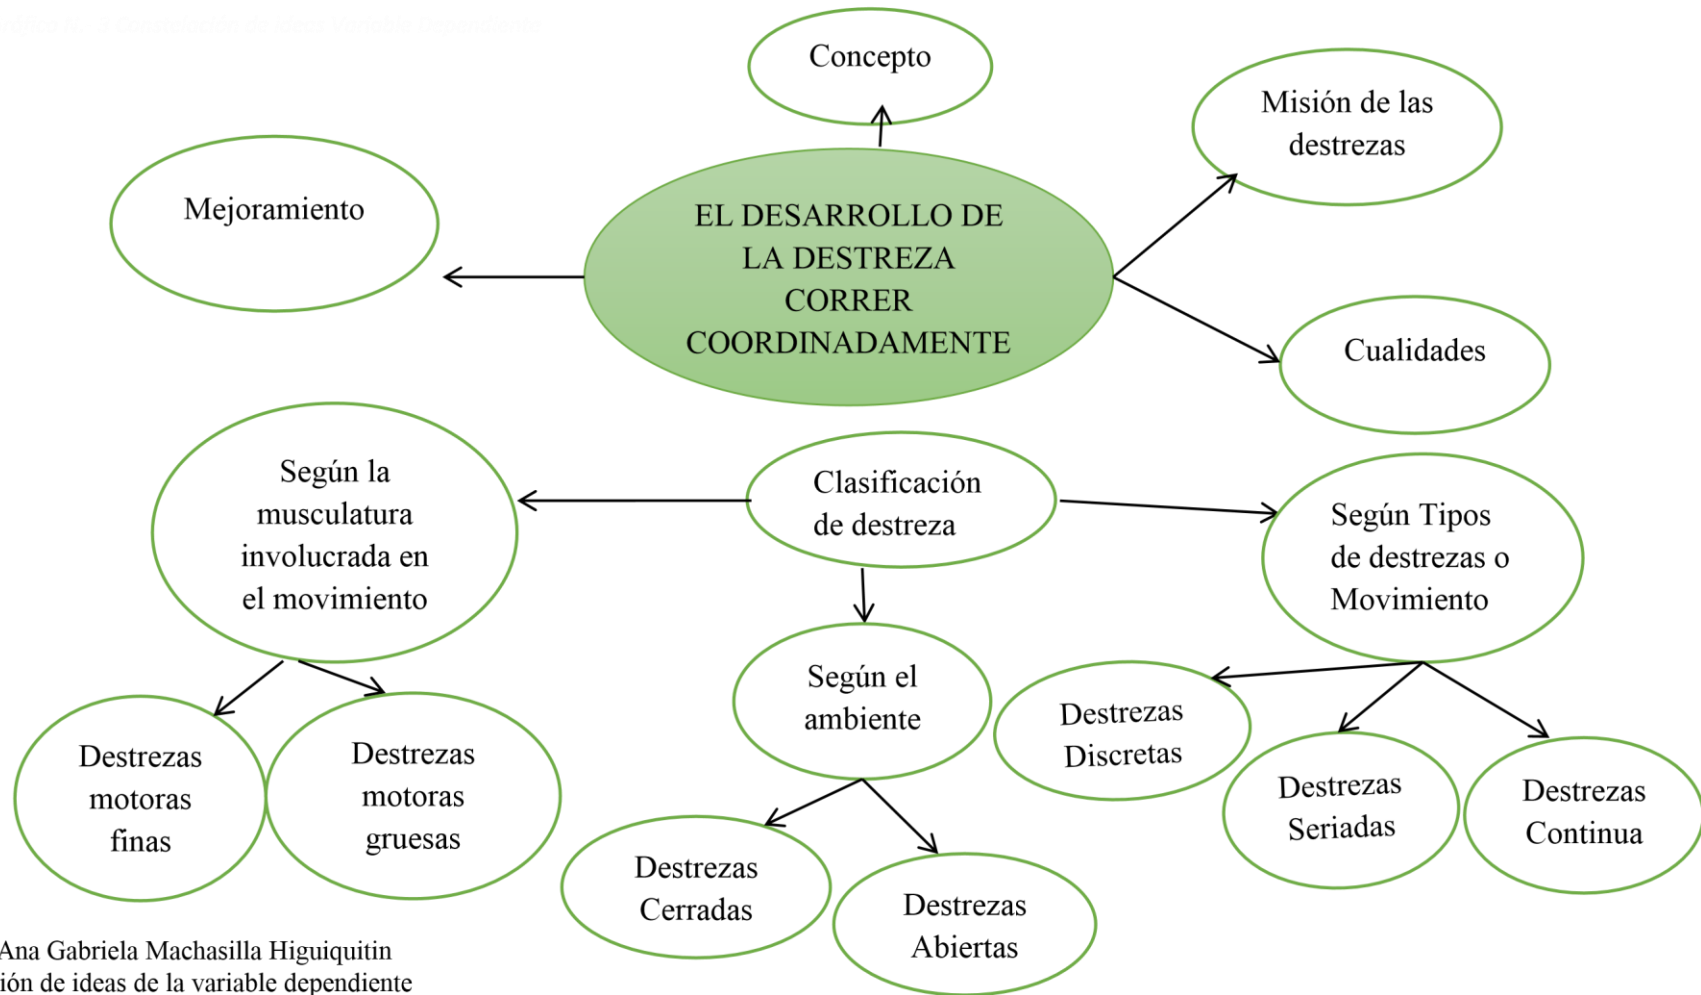 Concepto
Misión de las
destrezas
Mejoramiento
EL DESARROLLO DE
LA DESTREZA
CORRER
COORDINADAMENTE
Cualidades
Según la
musculatura
involucrada en
el movimiento
Clasificación
de destreza
Según Tipos
de destrezas o
Movimiento
Según el
ambiente
Destrezas
motoras
finas
Destrezas
motoras
gruesas
Destrezas
Cerradas
Destrezas
Abiertas
Destrezas
Discretas
Destrezas
Seriadas
Destrezas
Continua
Ana Gabriela Machasilla Higuiquitin
ión de ideas de la variable dependiente